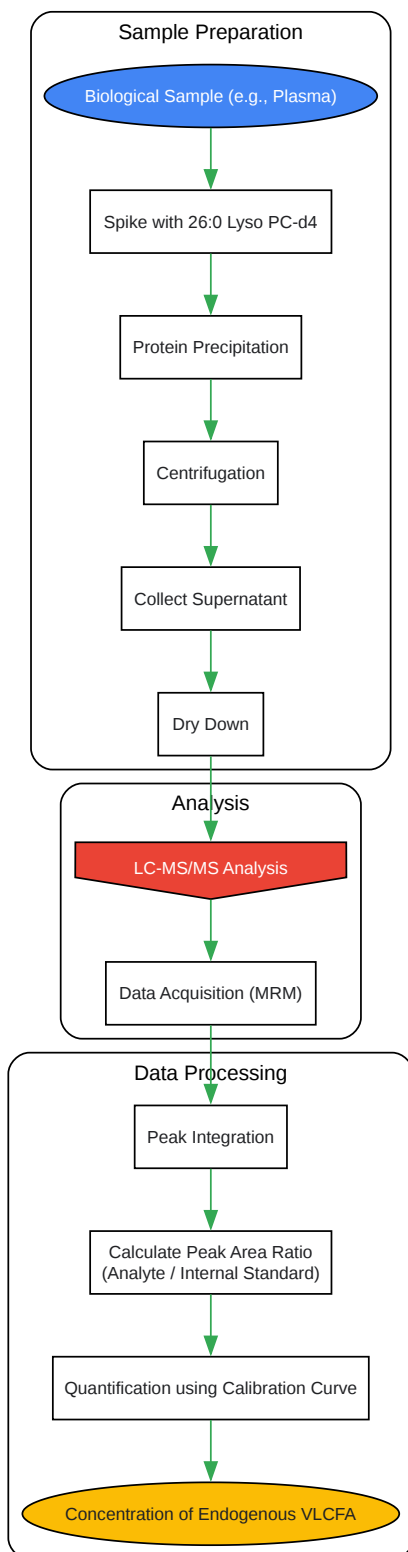 Sample Preparation
Biological Sample (e.g., Plasma)
Spike with 26:0 Lyso PC-d4
Protein Precipitation
Centrifugation
Collect Supernatant
Dry Down
Analysis
LC-MS/MS Analysis
Data Acquisition (MRM)
Data Processing
Peak Integration
Calculate Peak Area Ratio
(Analyte / Internal Standard)
Quantification using Calibration Curve
Concentration of Endogenous VLCFA